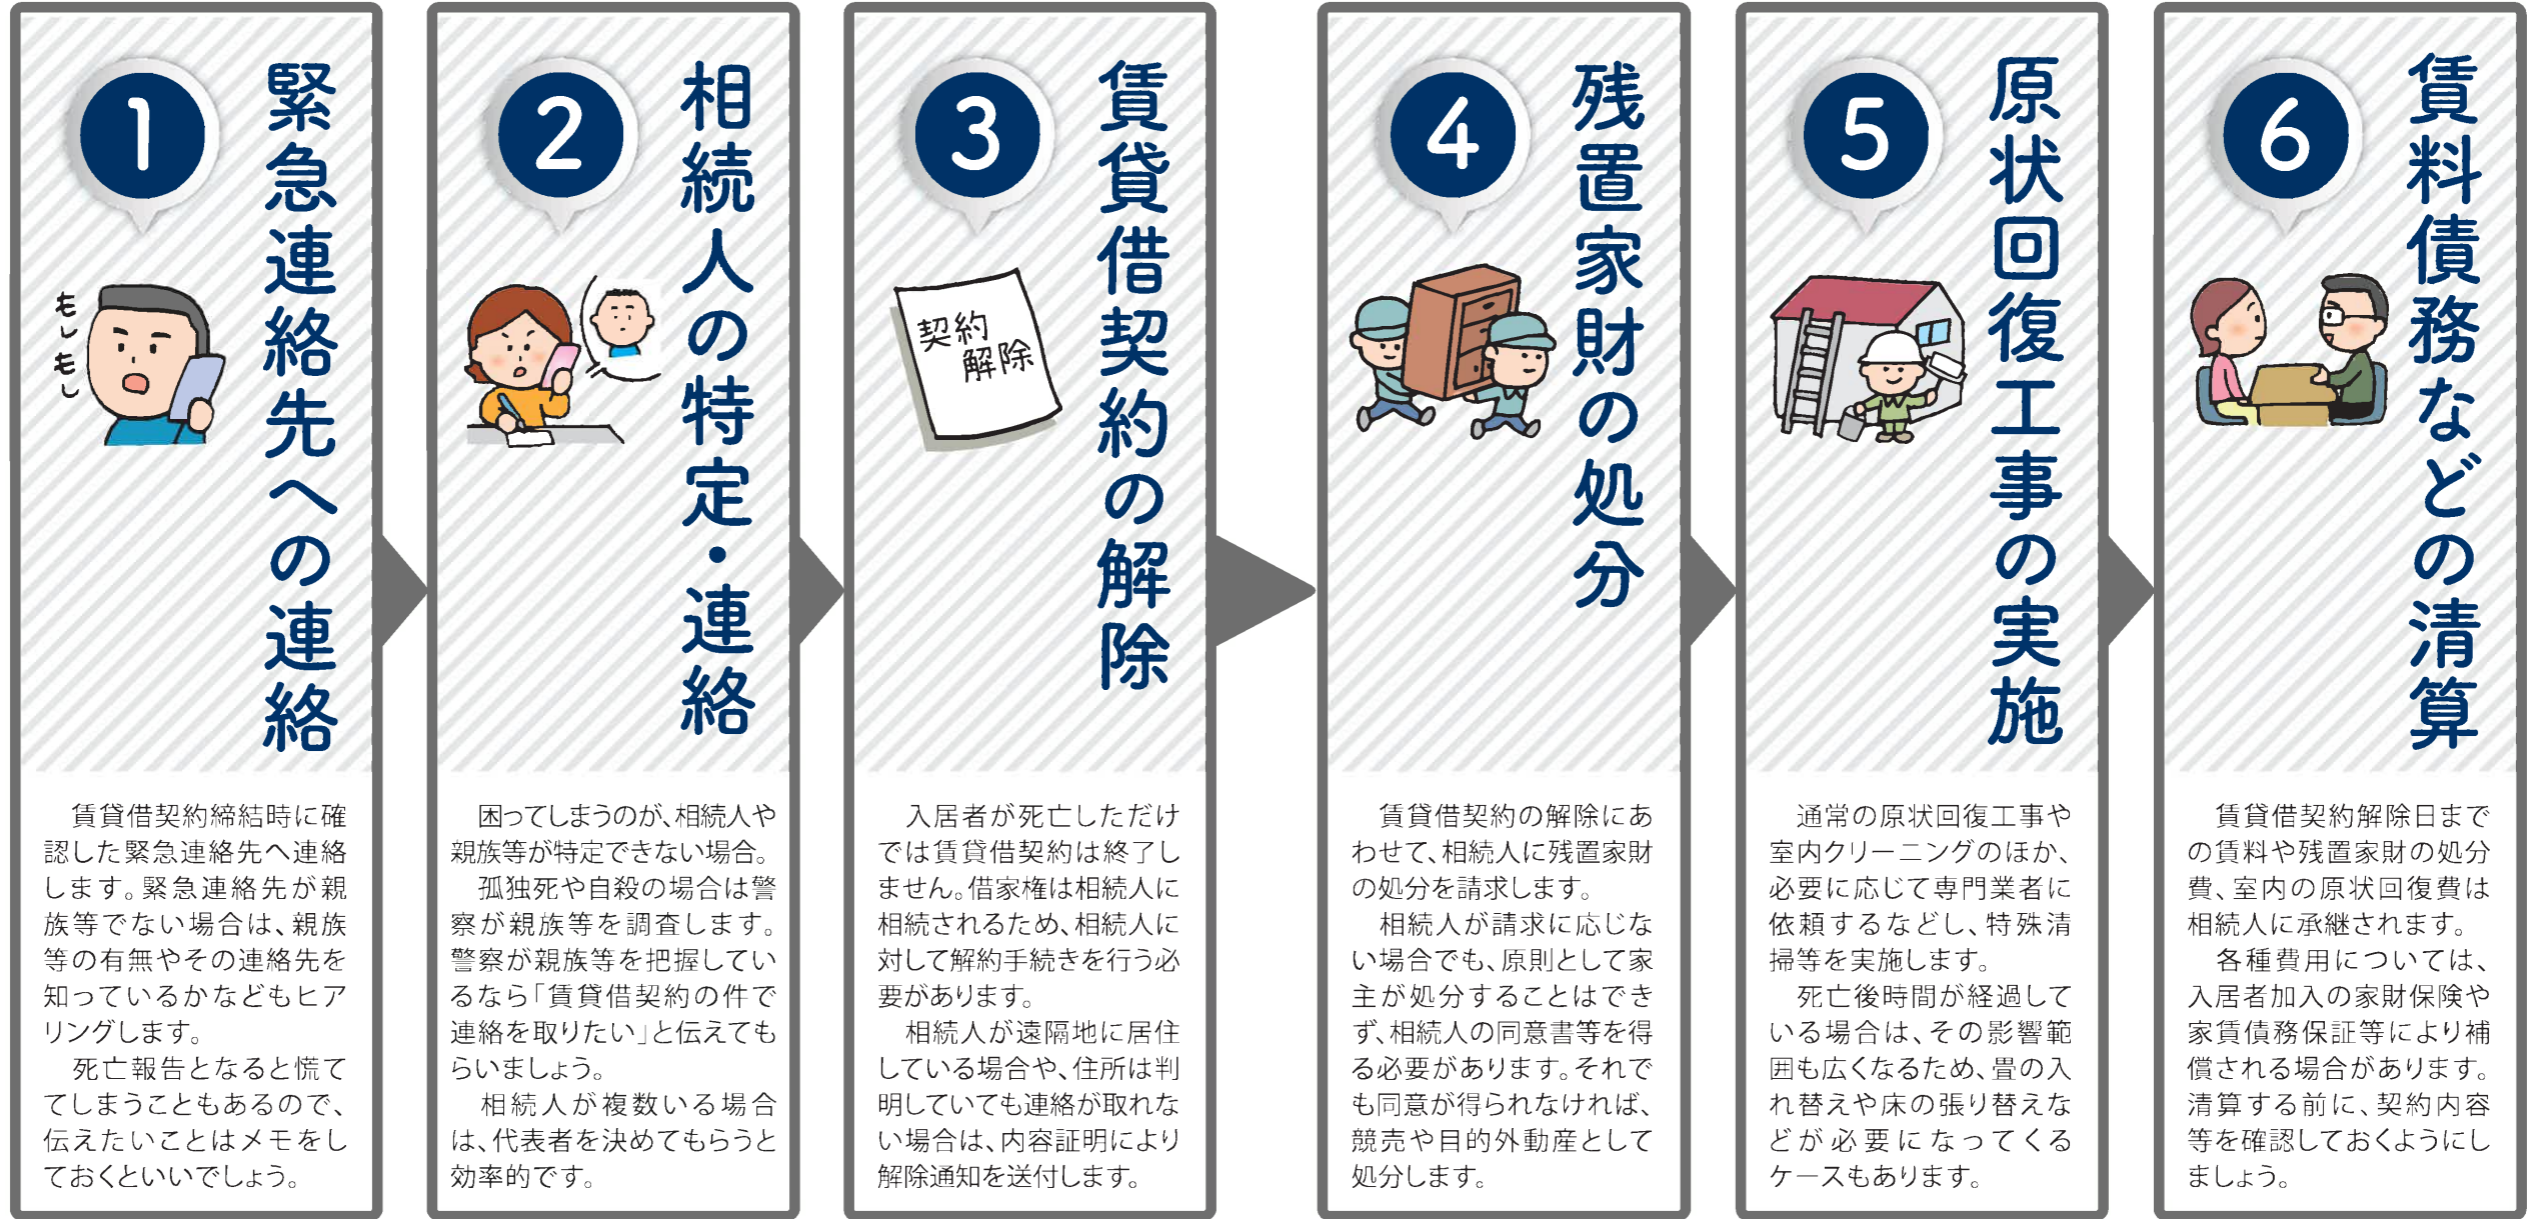 1
緊急連絡先への連絡
もしもし
賃貸借契約締結時に確
認した緊急連絡先へ連絡
します。緊急連絡先が親
族等でない場合は、親族
等の有無やその連絡先を
知っているかなどもヒア
リングします。
死亡報告となると慌て
てしまうこともあるので、
伝えたいことはメモをし
ておくといいでしょう。
2
相続人の特定・連絡
困ってしまうのが、相続人や
親族等が特定できない場合。
孤独死や自殺の場合は警
察が親族等を調査します。
警察が親族等を把握してい
るなら「賃貸借契約の件で
連絡を取りたい」と伝えても
らいましょう。
相続人が複数いる場合
は、代表者を決めてもらうと
効率的です。
3
賃貸借契約の解除
契約
解除
入居者が死亡しただけ
では賃貸借契約は終了し
ません。借家権は相続人に
相続されるため、相続人に
対して解約手続きを行う必
要があります。
相続人が遠隔地に居住
している場合や、住所は判
明していても連絡が取れな
い場合は、内容証明により
解除通知を送付します。
4
残置家財の処分
賃貸借契約の解除にあ
わせて、相続人に残置家財
の処分を請求します。
相続人が請求に応じな
い場合でも、原則として家
主が処分することはでき
ず、相続人の同意書等を得
る必要があります。それで
も同意が得られなければ、
競売や目的外動産として
処分します。
5
原状回復工事の実施
通常の原状回復工事や
室内クリーニングのほか、
必要に応じて専門業者に
依頼するなどし、特殊清
掃等を実施します。
死亡後時間が経過して
いる場合は、その影響範
囲も広くなるため、畳の入
れ替えや床の張り替えな
どが必要になってくる
ケースもあります。
6
賃料債務などの清算
賃貸借契約解除日まで
の賃料や残置家財の処分
費、室内の原状回復費は
相続人に承継されます。
各種費用については、
入居者加入の家財保険や
家賃債務保証等により補
償される場合があります。
清算する前に、契約内容
等を確認しておくようにし
ましょう。